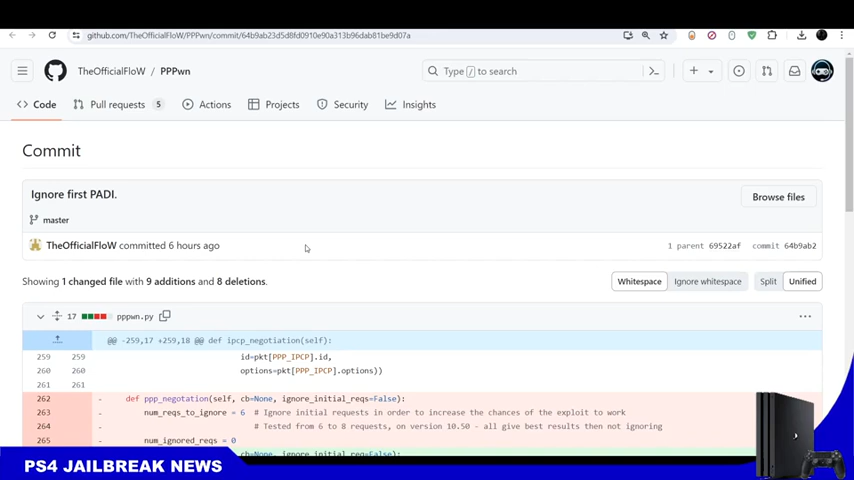 github.com/TheOfficialFloW/PPPwn/commit/64b9ab23d5d8fd0910e90a313b96dab81be9d07a
TheOfficialFloW / PPPwn
Type / to search
Code
Pull requests 5
Actions
Projects
Security
Insights
Commit
Ignore first PADI.
Browse files
master
TheOfficialFloW committed 6 hours ago
1 parent 69522af commit 64b9ab2
Showing 1 changed file with 9 additions and 8 deletions.
Whitespace Ignore whitespace Split Unified
17 pppwn.py
@@ -259,17 +259,18 @@ def ipcp_negotiation(self):
259 259 id=pkt[PPP_IPCP].id,
260 260 options=pkt[PPP_IPCP].options))
261 261
262 - def ppp_negotation(self, cb=None, ignore_initial_reqs=False):
263 - num_reqs_to_ignore = 6 # Ignore initial requests in order to increase the chances of the exploit to work
264 - # Tested from 6 to 8 requests, on version 10.50 - all give best results then not ignoring
265 - num_ignored_reqs = 0
cb=None, ignore_initial_req=False):
PS4 JAILBREAK NEWS